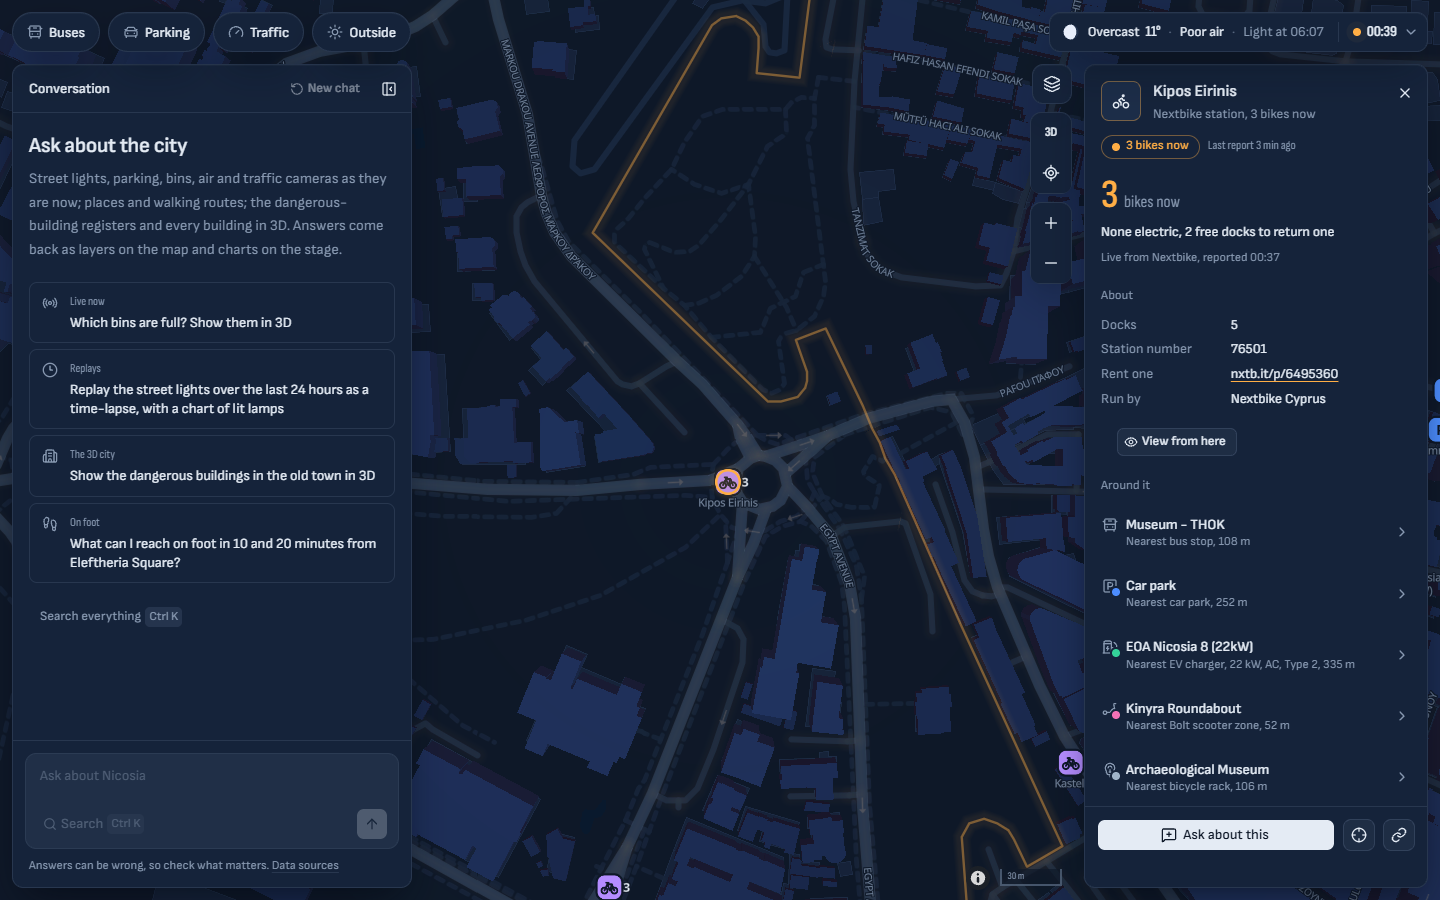 Buses
Parking
Traffic
Outside
Overcast 11° · Poor air · Light at 06:07
00:39
Conversation
New chat
Ask about the city
Street lights, parking, bins, air and traffic cameras as they
are now; places and walking routes; the dangerous-
building registers and every building in 3D. Answers come
back as layers on the map and charts on the stage.
Live now
Which bins are full? Show them in 3D
Replays
Replay the street lights over the last 24 hours as a
time-lapse, with a chart of lit lamps
The 3D city
Show the dangerous buildings in the old town in 3D
On foot
What can I reach on foot in 10 and 20 minutes from
Eleftheria Square?
Search everything Ctrl K
Ask about Nicosia
Search Ctrl K
Answers can be wrong, so check what matters. Data sources
KAMIL PAŞA SO
HAFIZ HASAN EFENDI SOKAK
MÜTFÜ HACI ALI SOKAK
MARKOU DRAKOU AVENUE ΛΕΩΦΟΡΟΣ ΜΑΡΚΟΥ ΔΡΑΚΟΥ
TANZIMAT SOKAK
PAFOU ΠΑΦΟΥ
3
Kipos Eirinis
EGYPT AVENUE
Kastel
3
EGYPT
3D
+
−
30 m
Kipos Eirinis
Nextbike station, 3 bikes now
3 bikes now
Last report 3 min ago
3 bikes now
None electric, 2 free docks to return one
Live from Nextbike, reported 00:37
About
Docks 5
Station number 76501
Rent one nxtb.it/p/6495360
Run by Nextbike Cyprus
View from here
Around it
Museum - THOK
Nearest bus stop, 108 m
Car park
Nearest car park, 252 m
EOA Nicosia 8 (22kW)
Nearest EV charger, 22 kW, AC, Type 2, 335 m
Kinyra Roundabout
Nearest Bolt scooter zone, 52 m
Archaeological Museum
Nearest bicycle rack, 106 m
Ask about this